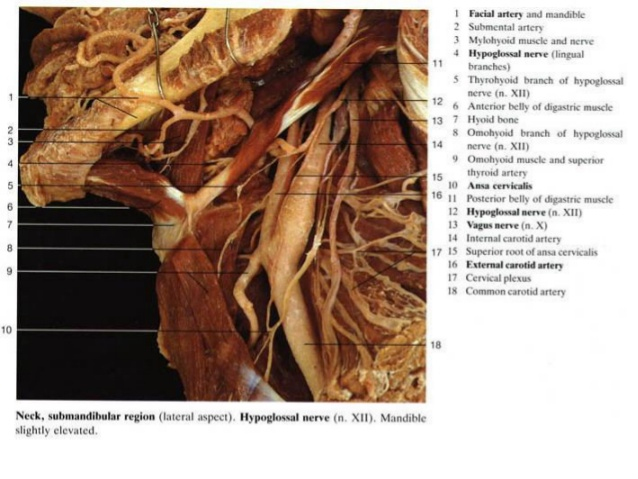 1 Facial artery and mandible
2 Submental artery
3 Mylohyoid muscle and nerve
4 Hypoglossal nerve (lingual
branches)
5 Thyrohyoid branch of hypoglossal
nerve (n. XII)
6 Anterior belly of digastric muscle
7 Hyoid bone
8 Omohyoid branch of hypoglossal
nerve (n. XII)
9 Omohyoid muscle and superior
thyroid artery
10 Ansa cervicalis
11 Posterior belly of digastric muscle
12 Hypoglossal nerve (n. XII)
13 Vagus nerve (n. X)
14 Internal carotid artery
15 Superior root of ansa cervicalis
16 External carotid artery
17 Cervical plexus
18 Common carotid artery
1
2
3
4
5
6
7
8
9
10
11
12
13
14
15
16
17
18
Neck, submandibular region (lateral aspect). Hypoglossal nerve (n. XII). Mandible
slightly elevated.